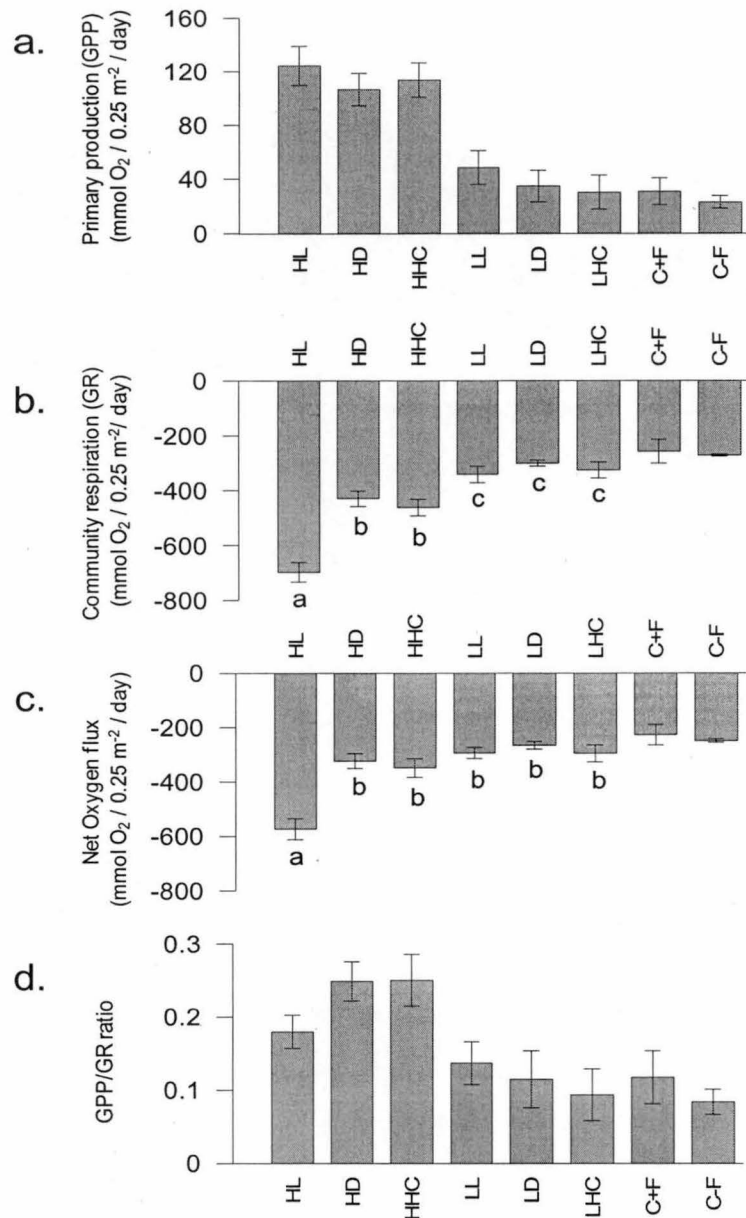 a.
Primary production (GPP)
(mmol O₂ / 0.25 m⁻² / day)
160
120
80
40
0
HL
HD
HHC
LL
LD
LHC
C+F
C-F
b.
Community respiration (GR)
(mmol O₂ / 0.25 m⁻²/ day)
HL
HD
HHC
LL
LD
LHC
C+F
C-F
0
-200
-400
-600
-800
a
b
b
c
c
c
c.
Net Oxygen flux
(mmol O₂ / 0.25 m⁻² / day)
HL
HD
HHC
LL
LD
LHC
C+F
C-F
0
-200
-400
-600
-800
a
b
b
b
b
b
d.
GPP/GR ratio
0.3
0.2
0.1
0
HL
HD
HHC
LL
LD
LHC
C+F
C-F